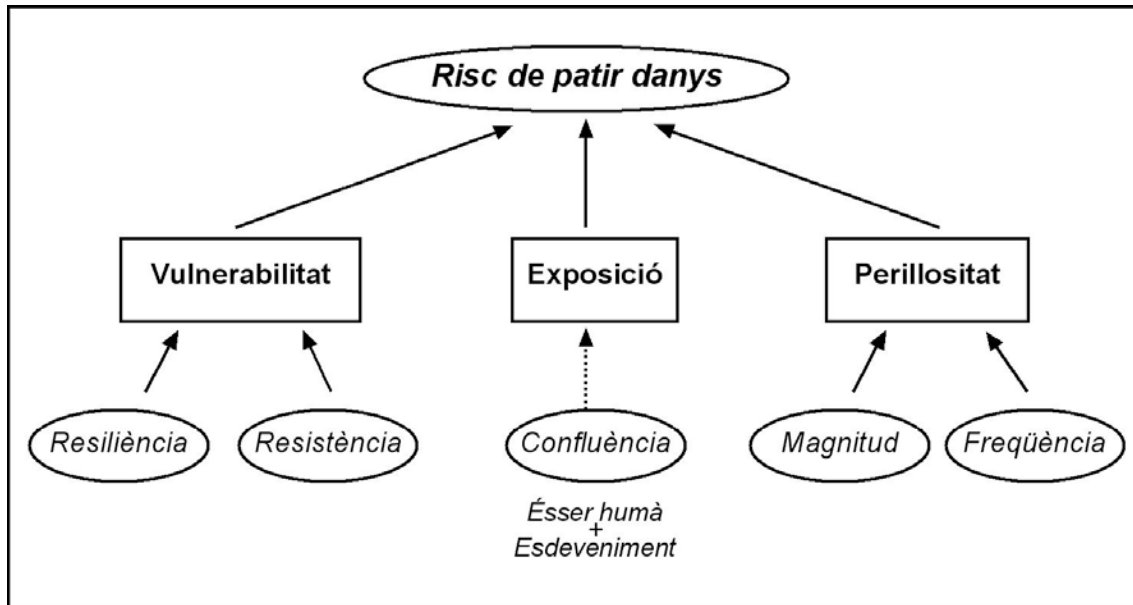 Risc de patir danys
Vulnerabilitat
Exposició
Perillositat
Resiliència
Resistència
Confluència
Magnitud
Freqüència
Ésser humà
+
Esdeveniment